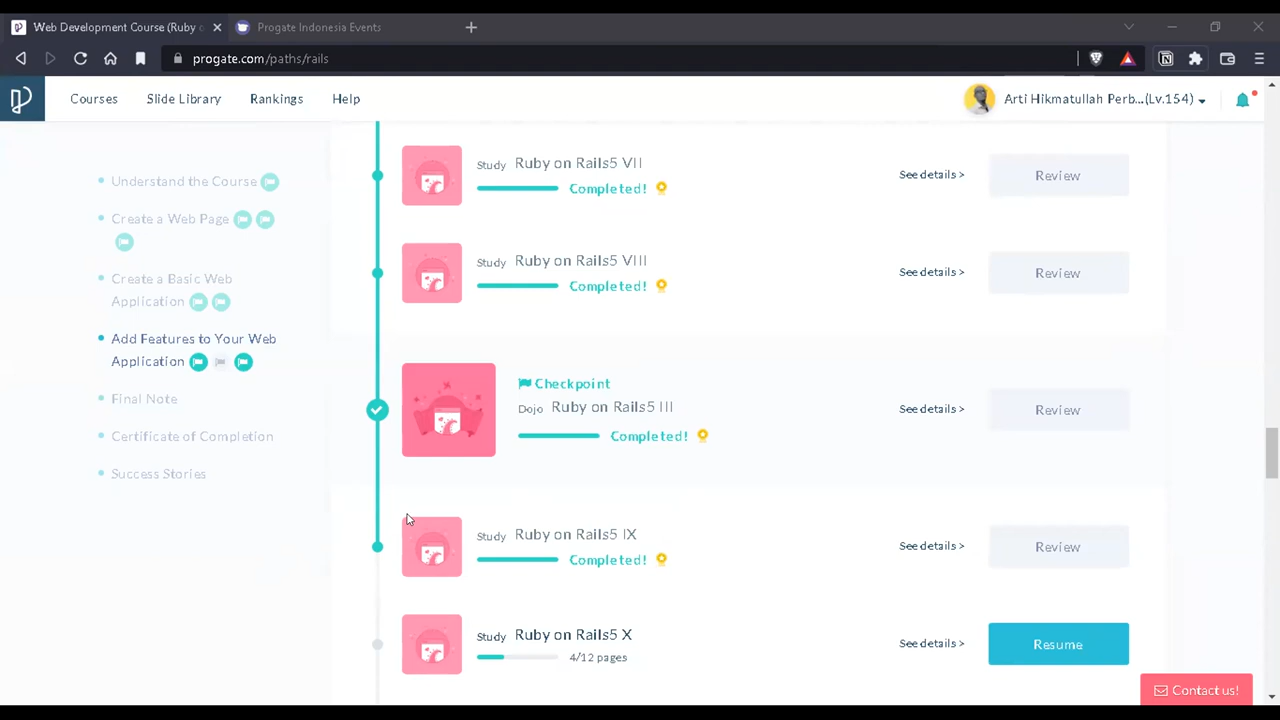 Web Development Course (Ruby o
Progate Indonesia Events
progate.com/paths/rails
Courses
Slide Library
Rankings
Help
Arti Hikmatullah Perb...(Lv.154)
Understand the Course
Create a Web Page
Create a Basic Web
Application
Add Features to Your Web
Application
Final Note
Certificate of Completion
Success Stories
Study Ruby on Rails5 VII
Completed!
See details >
Review
Study Ruby on Rails5 VIII
Completed!
See details >
Review
Checkpoint
Dojo Ruby on Rails5 III
Completed!
See details >
Review
Study Ruby on Rails5 IX
Completed!
See details >
Review
Study Ruby on Rails5 X
4/12 pages
See details >
Resume
Contact us!